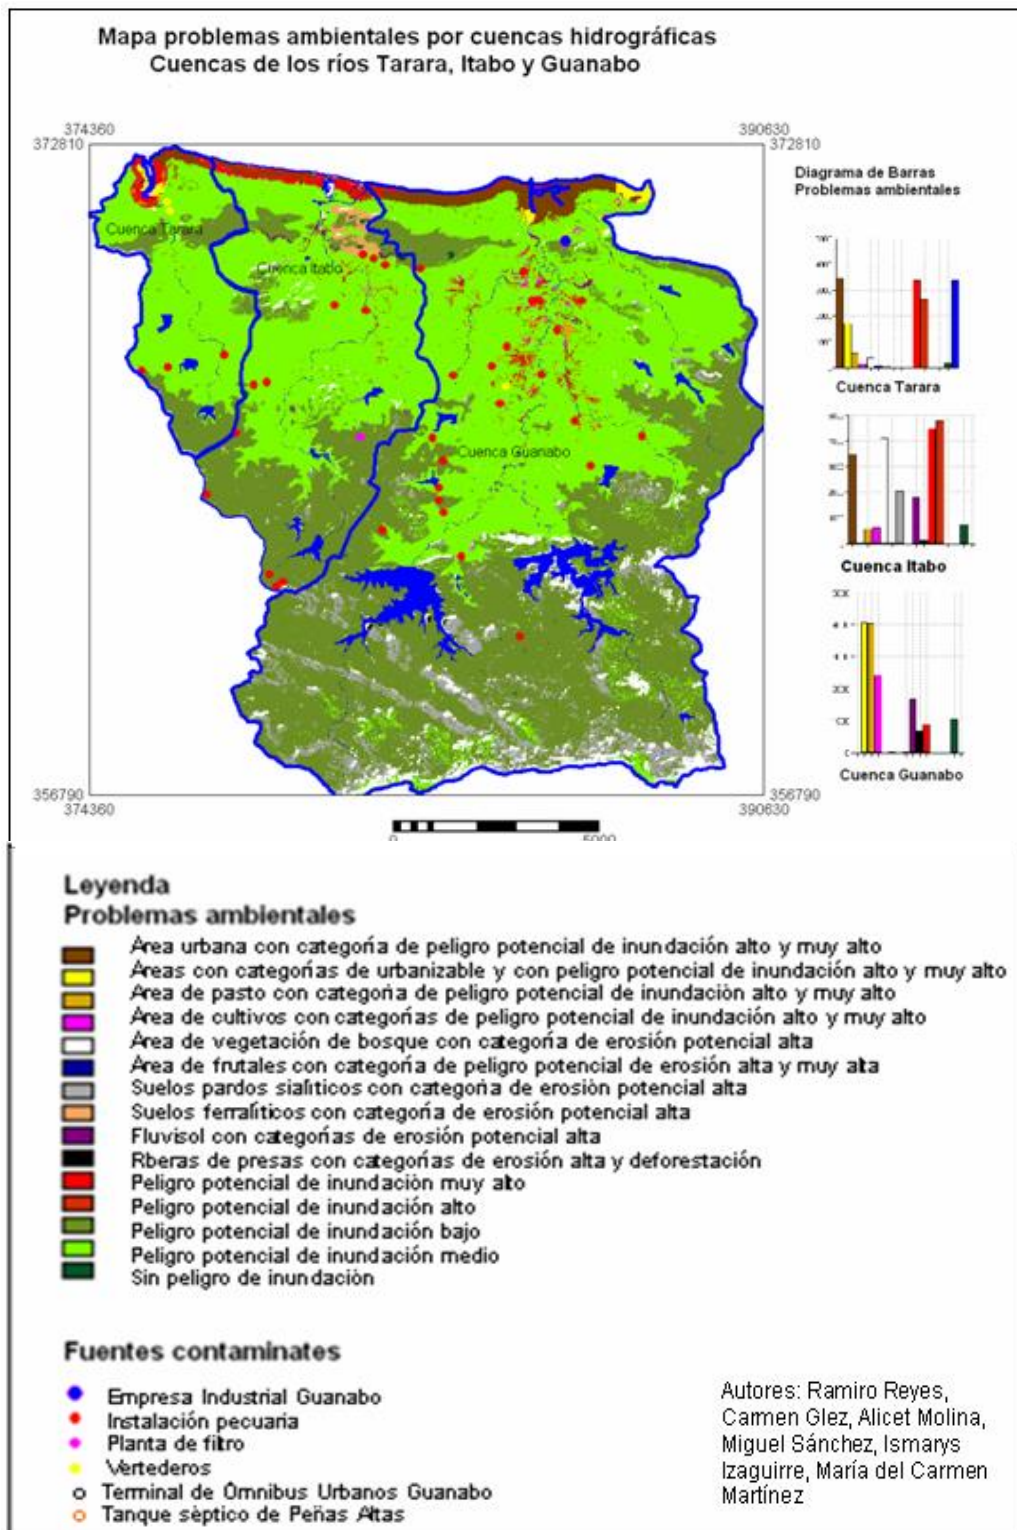 Mapa problemas ambientales por cuencas hidrográficas
Cuencas de los ríos Tarara, Itabo y Guanabo
374360
390630
372810
372810
Diagrama de Barras
Problemas ambientales
Cuenca Tarara
Cuenca Itabo
Cuenca Guanabo
Cuenca Tarara
Cuenca Itabo
Cuenca Guanabo
356790
356790
374360
390630
0
5000
Leyenda
Problemas ambientales
Área urbana con categoría de peligro potencial de inundación alto y muy alto
Áreas con categorías de urbanizable y con peligro potencial de inundación alto y muy alto
Área de pasto con categoría de peligro potencial de inundación alto y muy alto
Área de cultivos con categorías de peligro potencial de inundación alto y muy alto
Área de vegetación de bosque con categoría de erosión potencial alta
Área de frutales con categoría de peligro potencial de erosión alta y muy alta
Suelos pardos sialíticos con categoría de erosión potencial alta
Suelos ferralíticos con categoría de erosión potencial alta
Fluvisol con categorías de erosión potencial alta
Rberas de presas con categorías de erosión alta y deforestación
Peligro potencial de inundación muy alto
Peligro potencial de inundación alto
Peligro potencial de inundación bajo
Peligro potencial de inundación medio
Sin peligro de inundación
Fuentes contaminates
Empresa Industrial Guanabo
Instalación pecuaria
Planta de filtro
Vertederos
Terminal de Ómnibus Urbanos Guanabo
Tanque sèptico de Peñas Altas
Autores: Ramiro Reyes,
Carmen Glez, Alicet Molina,
Miguel Sánchez, Ismarys
Izaguirre, María del Carmen
Martínez